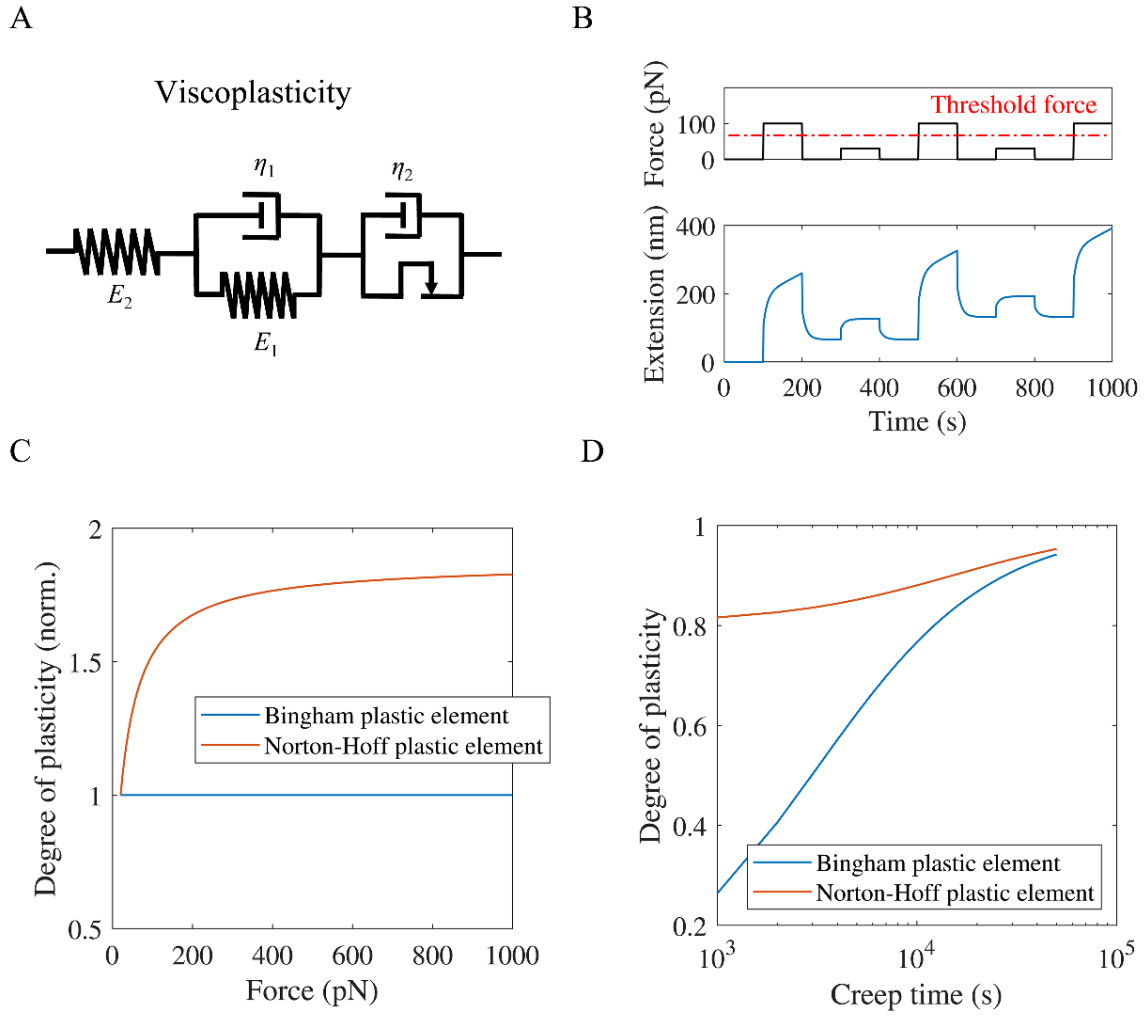 A
Viscoplasticity
η1
η2
E2
E1
B
Force (pN)
100
0
Threshold force
Extension (nm)
400
200
0
0 200 400 600 800 1000
Time (s)
C
Degree of plasticity (norm.)
2
1.5
1
0.5
Bingham plastic element
Norton-Hoff plastic element
0 200 400 600 800 1000
Force (pN)
D
Degree of plasticity
1
0.8
0.6
0.4
0.2
Bingham plastic element
Norton-Hoff plastic element
10³ 10⁴ 10⁵
Creep time (s)